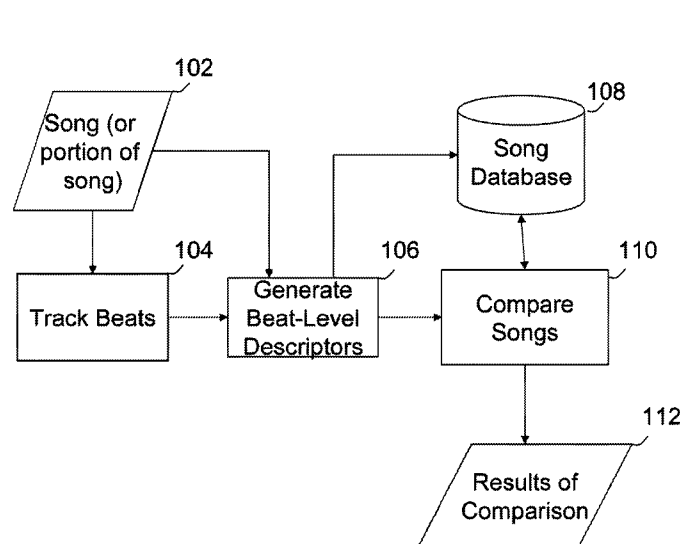 102
Song (or
portion of
song)
108
Song
Database
104
Track Beats
106
Generate
Beat-Level
Descriptors
110
Compare
Songs
112
Results of
Comparison